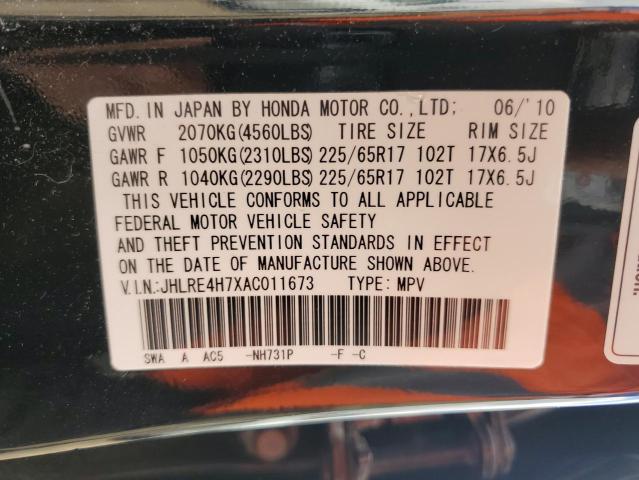 MFD. IN JAPAN BY HONDA MOTOR CO.,LTD; 06/'10
GVWR 2070KG(4560LBS) TIRE SIZE RIM SIZE
GAWR F 1050KG(2310LBS) 225/65R17 102T 17X6.5J
GAWR R 1040KG(2290LBS) 225/65R17 102T 17X6.5J
THIS VEHICLE CONFORMS TO ALL APPLICABLE
FEDERAL MOTOR VEHICLE SAFETY
AND THEFT PREVENTION STANDARDS IN EFFECT
ON THE DATE OF MANUFACTURE SHOWN ABOVE.
V.I.N.:JHLRE4H7XAC011673 TYPE: MPV
SWA A AC5 -NH731P -F -C